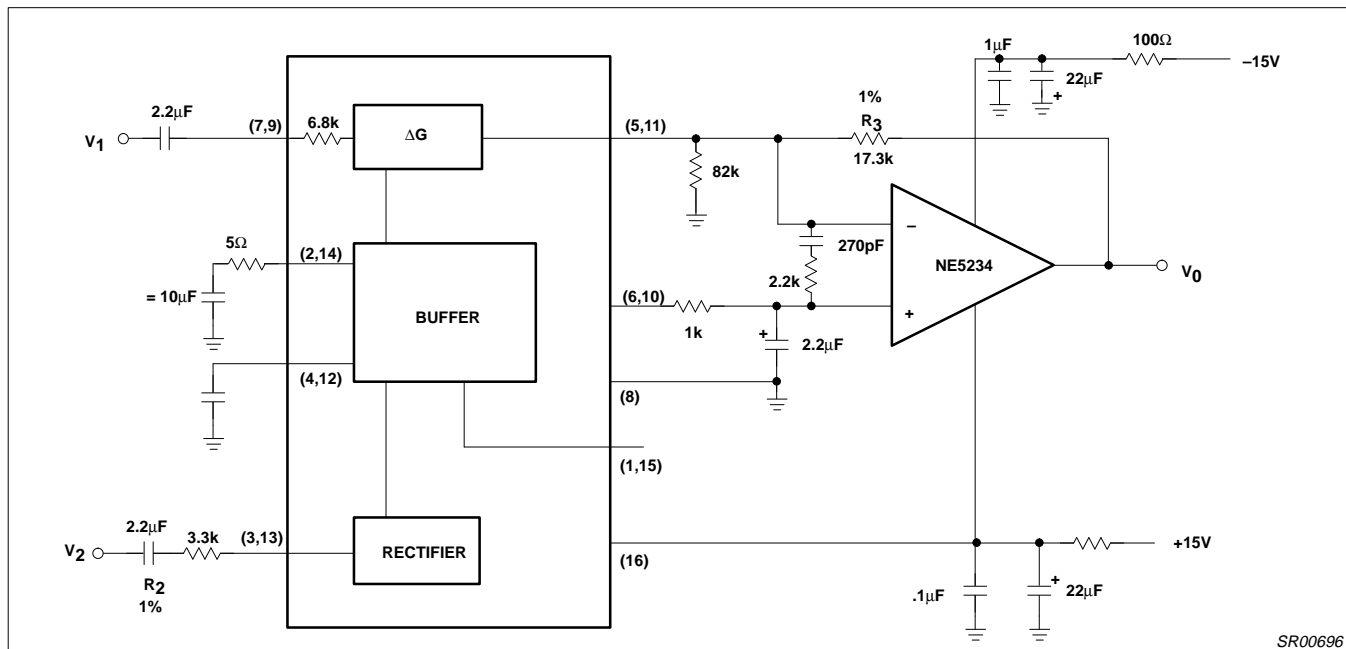 1μF
100Ω
–15V
22μF
+
2.2μF
(7,9)
6.8k
ΔG
(5,11)
1%
R3
17.3k
V1
82k
5Ω
(2,14)
270pF
–
NE5234
V0
= 10μF
2.2k
BUFFER
(6,10)
1k
+
+
2.2μF
(4,12)
(8)
(1,15)
2.2μF
3.3k
(3,13)
V2
RECTIFIER
(16)
+15V
R2
1%
.1μF
+
22μF
SR00696